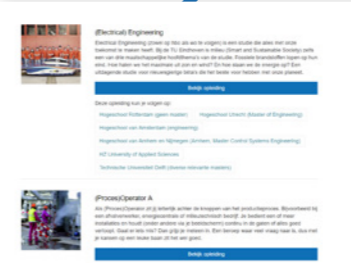 (Electrical) Engineering
Electrical Engineering (zowel op hbo als wo te volgen) is een studie die alles met onze
toekomst te maken heeft. Bij de TU Eindhoven is milieu (Smart and Sustainable Society) zelfs
een van drie maatschappelijke hoofdthema's van de studie. Fossiele brandstoffen lopen op hun
eind. Hoe halen we het maximale uit zon en wind? En hoe slaan we de energie op? Een
uitdagende studie voor nieuwsgierige bèta's die het beste voor hebben met onze planeet.
Bekijk opleiding
Deze opleiding kun je volgen op:
Hogeschool Rotterdam (geen master) Hogeschool Utrecht (Master of Engineering)
Hogeschool van Amsterdam (engineering)
Hogeschool van Arnhem en Nijmegen (Arnhem, Master Control Systems Engineering)
HZ University of Applied Sciences
Technische Universiteit Delft (diverse relevante masters)
(Proces)Operator A
Als (Proces)Operator zit jij letterlijk achter de knoppen van het productieproces. Bijvoorbeeld bij
een afvalverwerker, energiecentrale of milieutechnisch bedrijf. Je bedient een of meer
installaties en houdt (onder andere via je beeldscherm) continu in de gaten of alles goed
verloopt. Gaat er iets mis? Dan grijp je meteen in. Een beroep waar veel vraag naar is, dus met
je kansen op een leuke baan zit het wel goed.
Bekijk opleiding